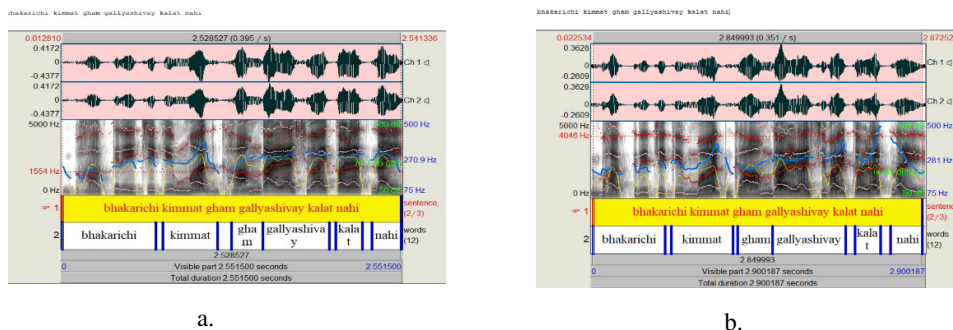 bhakarichi kimmat gham gallyashivay kalat nahi
0.012810 2.528527 (0.395 / s) 2.541336
0.4172
0
-0.4377
Ch 1
0.4172
0
-0.4377
Ch 2
5000 Hz 500 Hz
1554 Hz 270.9 Hz
0 Hz 75 Hz
1 bhakarichi kimmat gham gallyashivay kalat nahi sentence, (2/3)
2 bhakarichi kimmat gham gallyashivay kalat nahi words (12)
2.528527
0 Visible part 2.551500 seconds 2.551500
Total duration 2.551500 seconds
a.
bhakarichi kimmat gham gallyashivay kalat nahi
0.022534 2.849993 (0.351 / s) 2.87252
0.3628
0
-0.2609
Ch 1
0.3628
0
-0.2609
Ch 2
5000 Hz 500 Hz
4046 Hz
281 Hz
0 Hz 75 Hz
1 bhakarichi kimmat gham gallyashivay kalat nahi sentence, (2/3)
2 bhakarichi kimmat gham gallyashivay kalat nahi words (12)
2.849993
0 Visible part 2.900187 seconds 2.900187
Total duration 2.900187 seconds
b.